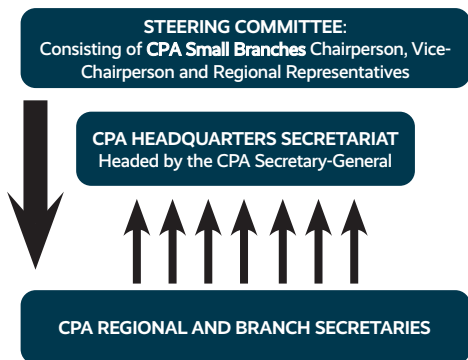 STEERING COMMITTEE:
Consisting of CPA Small Branches Chairperson, Vice-
Chairperson and Regional Representatives
CPA HEADQUARTERS SECRETARIAT
Headed by the CPA Secretary-General
CPA REGIONAL AND BRANCH SECRETARIES